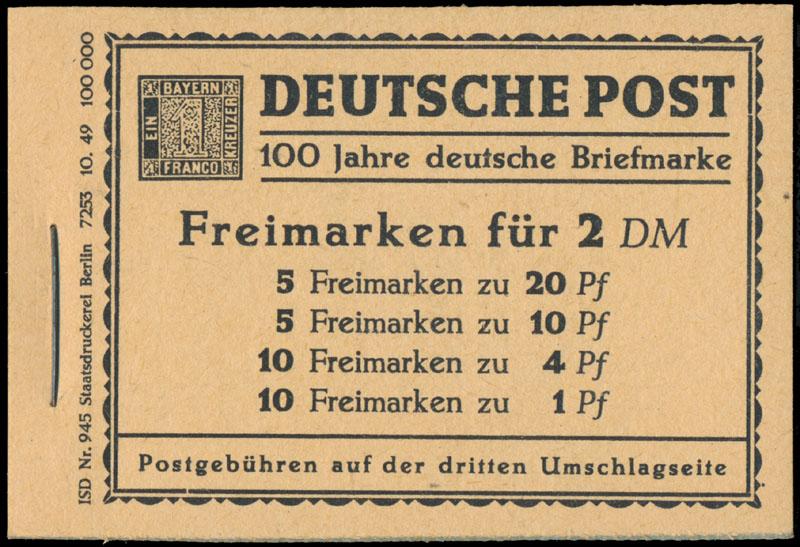 ISD Nr. 945 Staatsdruckerei Berlin 7253 10. 49 100 000
BAYERN
EIN
1
KREUZER
FRANCO
DEUTSCHE POST
100 Jahre deutsche Briefmarke
Freimarken für 2 DM
5 Freimarken zu 20 Pf
5 Freimarken zu 10 Pf
10 Freimarken zu 4 Pf
10 Freimarken zu 1 Pf
Postgebühren auf der dritten Umschlagseite